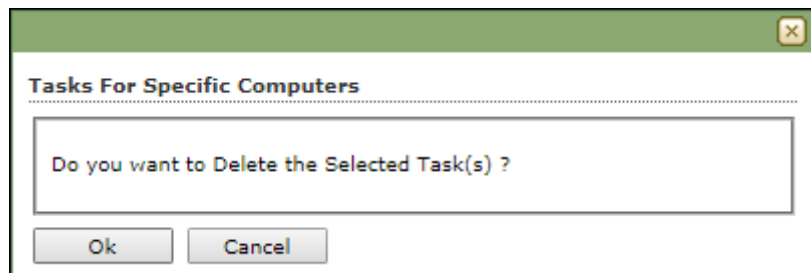 Tasks For Specific Computers
Do you want to Delete the Selected Task(s) ?
Ok
Cancel